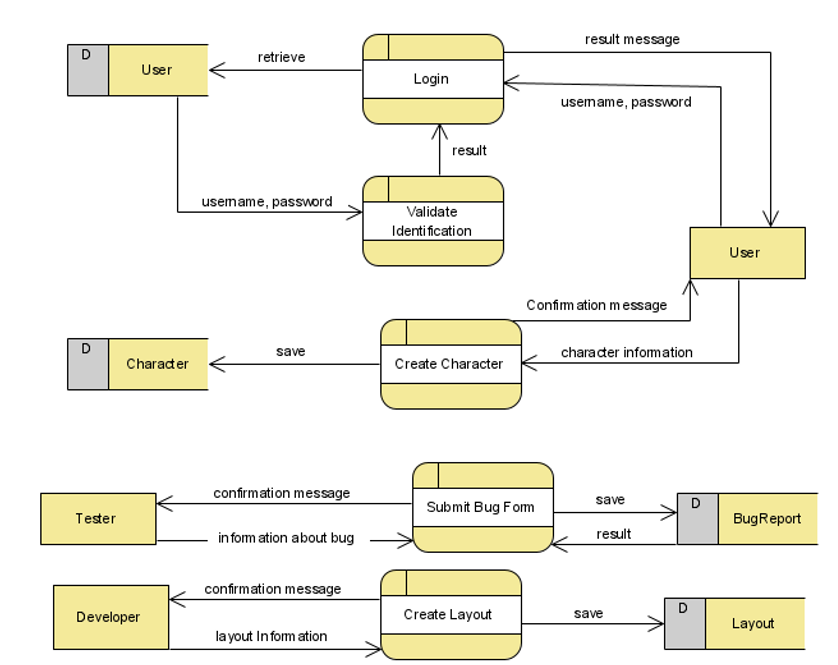 result message
D
User
retrieve
Login
username, password
result
username, password
Validate
Identification
User
Confirmation message
D
Character
save
Create Character
character information
confirmation message
Submit Bug Form
save
D
BugReport
Tester
information about bug
result
confirmation message
Developer
Create Layout
save
D
Layout
layout Information